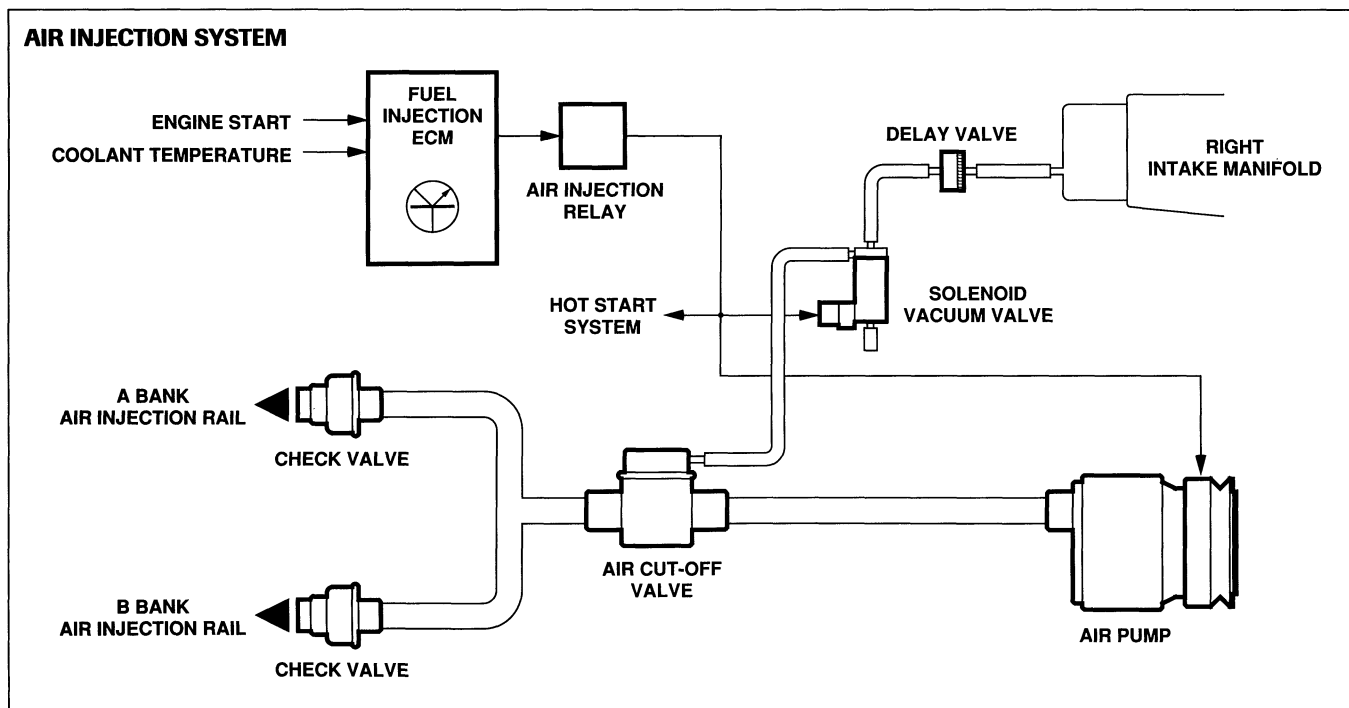 AIR INJECTION SYSTEM
FUEL
INJECTION
ECM
ENGINE START
COOLANT TEMPERATURE
AIR INJECTION
RELAY
DELAY VALVE
RIGHT
INTAKE MANIFOLD
HOT START
SYSTEM
SOLENOID
VACUUM VALVE
A BANK
AIR INJECTION RAIL
CHECK VALVE
AIR CUT-OFF
VALVE
B BANK
AIR INJECTION RAIL
CHECK VALVE
AIR PUMP